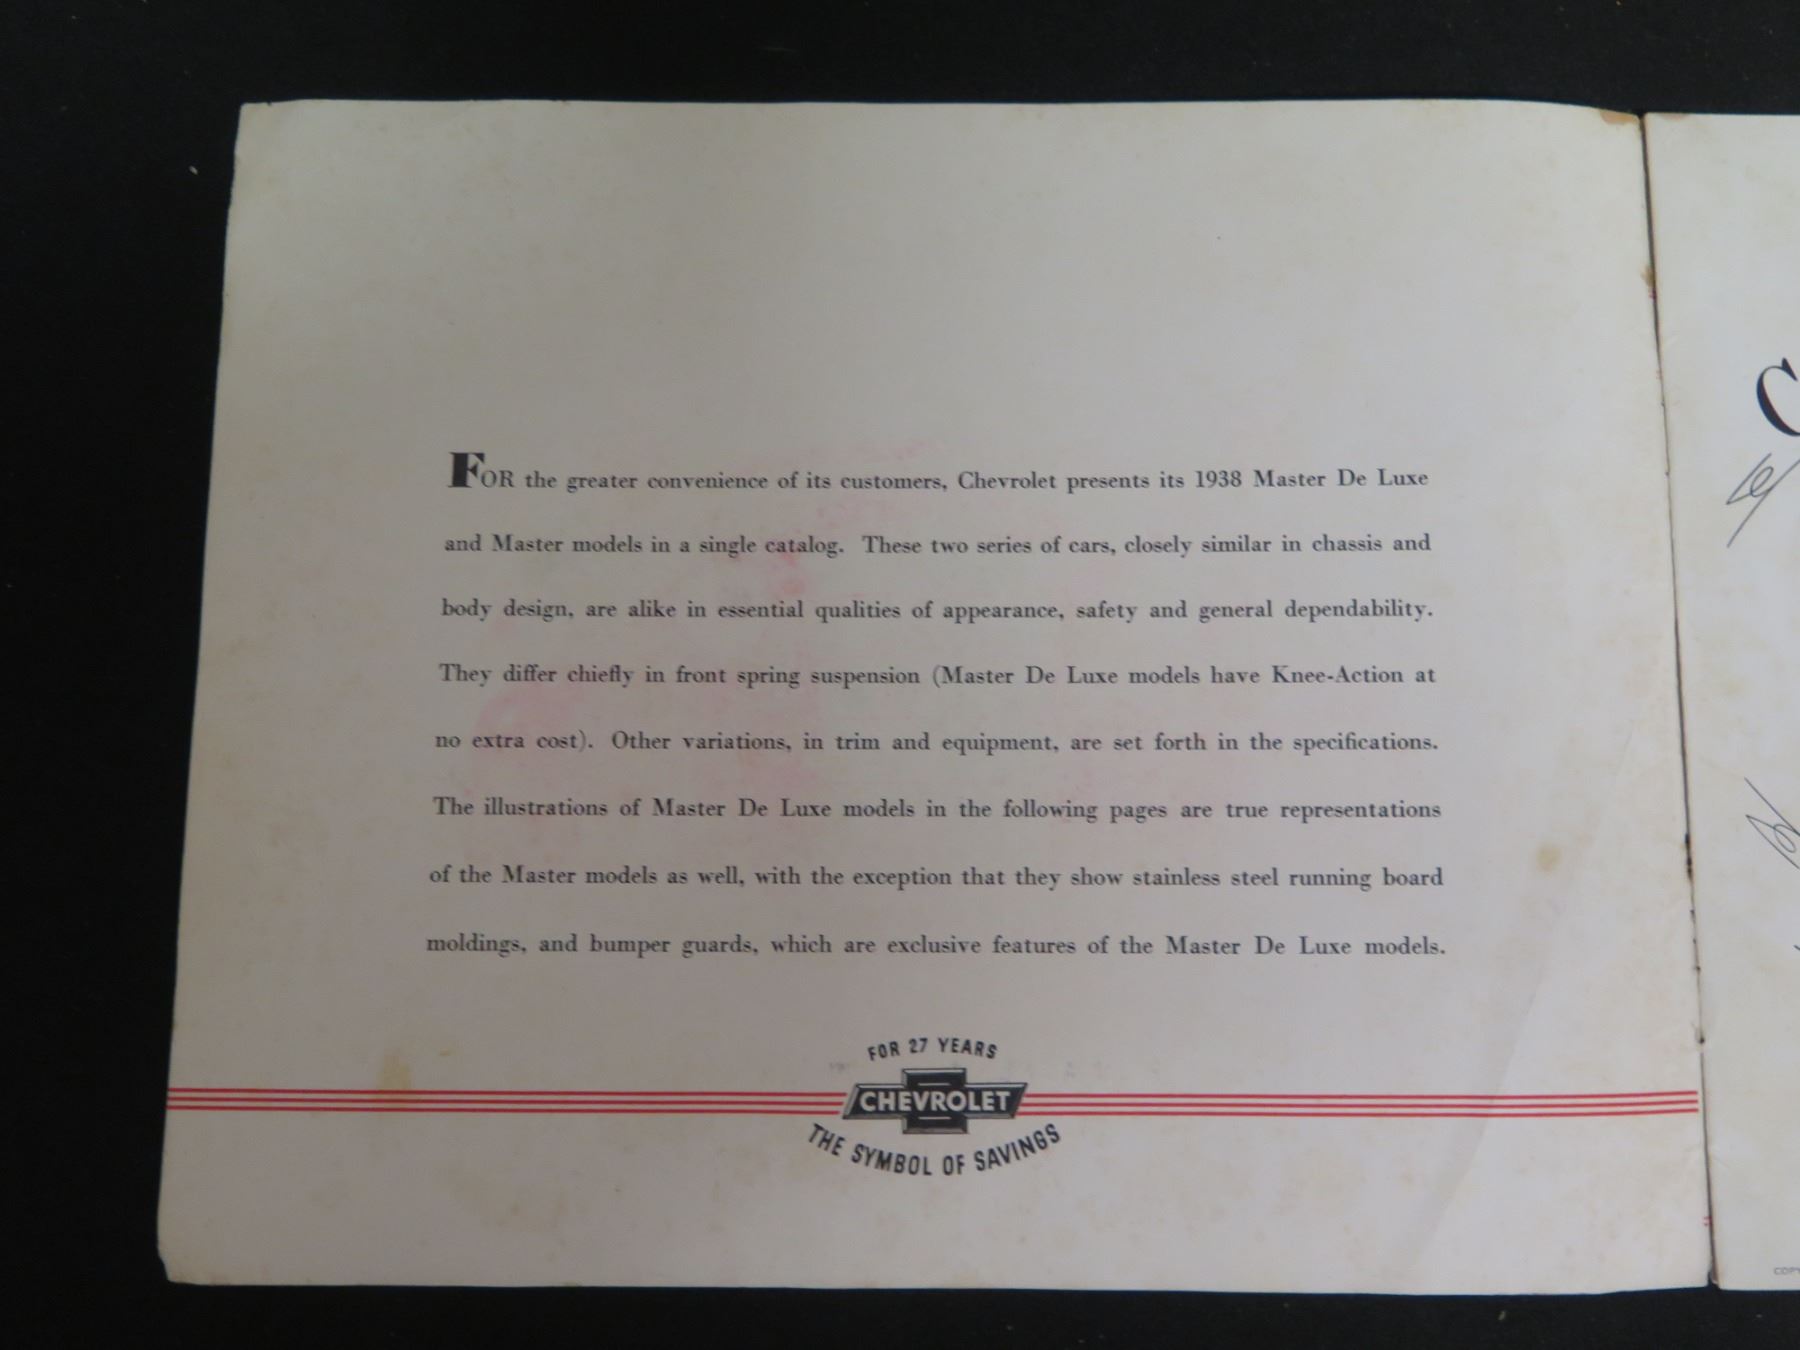 FOR the greater convenience of its customers, Chevrolet presents its 1938 Master De Luxe
and Master models in a single catalog. These two series of cars, closely similar in chassis and
body design, are alike in essential qualities of appearance, safety and general dependability.
They differ chiefly in front spring suspension (Master De Luxe models have Knee-Action at
no extra cost). Other variations, in trim and equipment, are set forth in the specifications.
The illustrations of Master De Luxe models in the following pages are true representations
of the Master models as well, with the exception that they show stainless steel running board
moldings, and bumper guards, which are exclusive features of the Master De Luxe models.
FOR 27 YEARS
CHEVROLET
THE SYMBOL OF SAVINGS
C
COPY